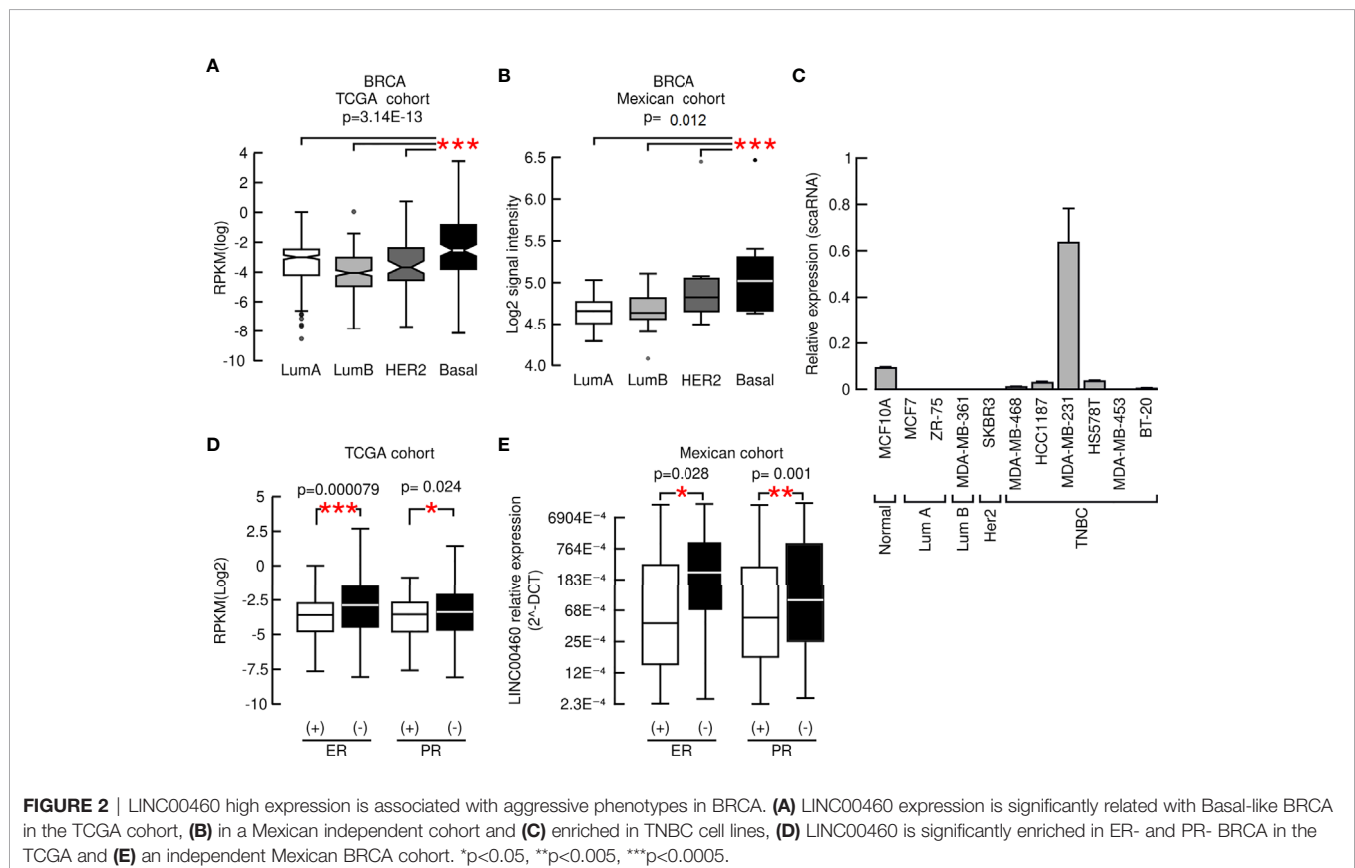 A
BRCA
TCGA cohort
p=3.14E-13
***
RPKM(log)
4
2
0
-2
-4
-6
-8
-10
LumA LumB HER2 Basal
B
BRCA
Mexican cohort
p= 0.012
***
Log2 signal intensity
6.5
6.0
5.5
5.0
4.5
4.0
LumA LumB HER2 Basal
C
Relative expression (scaRNA)
1
0.8
0.6
0.4
0.2
0
MCF10A
MCF7
ZR-75
MDA-MB-361
SKBR3
MDA-MB-468
HCC1187
MDA-MB-231
HS578T
MDA-MB-453
BT-20
Normal
Lum A
Lum B
Her2
TNBC
D
TCGA cohort
p=0.000079 p= 0.024
*** *
RPKM(Log2)
5
2.5
0
-2.5
-5
-7.5
-10
(+) (-) (+) (-)
ER PR
E
Mexican cohort
p=0.028 p= 0.001
* **
LINC00460 relative expression
(2^-DCT)
6904E⁻⁴
764E⁻⁴
183E⁻⁴
68E⁻⁴
25E⁻⁴
12E⁻⁴
2.3E⁻⁴
(+) (-) (+) (-)
ER PR
FIGURE 2 | LINC00460 high expression is associated with aggressive phenotypes in BRCA. (A) LINC00460 expression is significantly related with Basal-like BRCA
in the TCGA cohort, (B) in a Mexican independent cohort and (C) enriched in TNBC cell lines, (D) LINC00460 is significantly enriched in ER- and PR- BRCA in the
TCGA and (E) an independent Mexican BRCA cohort. *p<0.05, **p<0.005, ***p<0.0005.